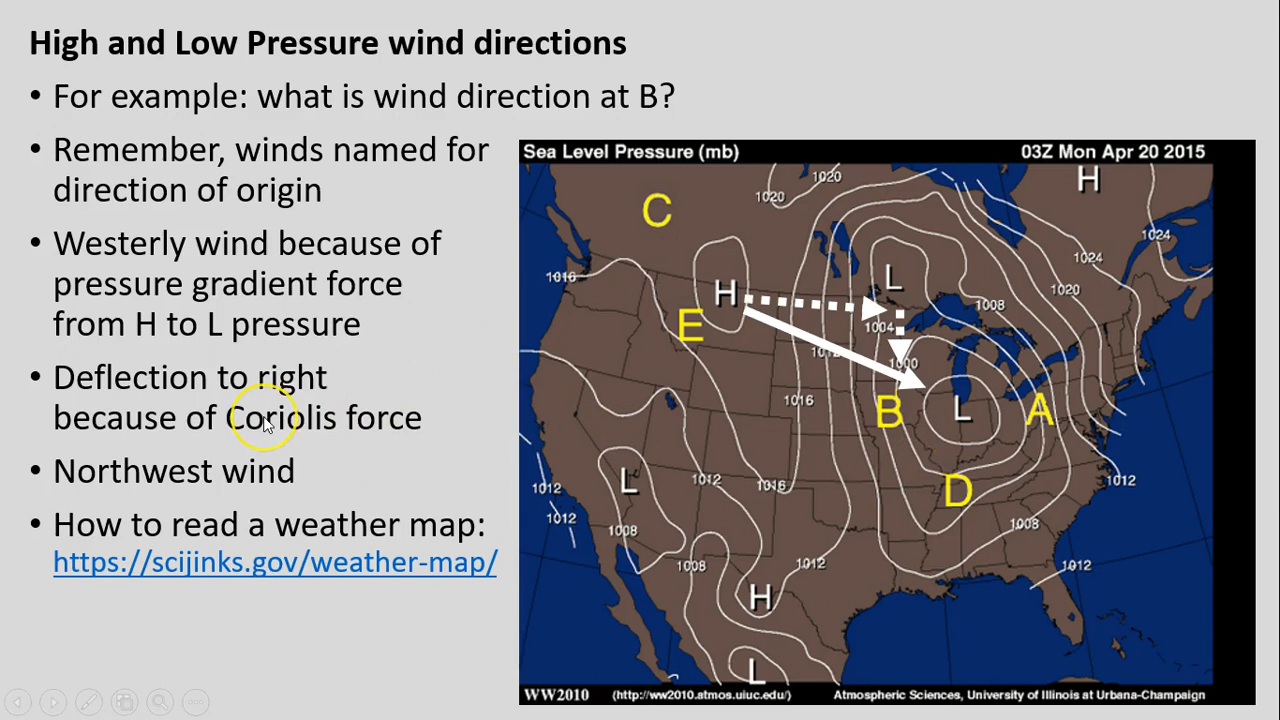 High and Low Pressure wind directions
• For example: what is wind direction at B?
• Remember, winds named for
direction of origin
• Westerly wind because of
pressure gradient force
from H to L pressure
• Deflection to right
because of Coriolis force
• Northwest wind
• How to read a weather map:
https://scijinks.gov/weather-map/
Sea Level Pressure (mb) 03Z Mon Apr 20 2015
1020
H
1020
C
1024
1024
1016
L
1020
H
1008
E
1004
1012
1000
1016
B
L
A
L
1012
1016
1012
1012
D
1012
1008
1008
1008
1012
1012
H
L
WW2010 (http://ww2010.atmos.uiuc.edu/) Atmospheric Sciences, University of Illinois at Urbana-Champaign